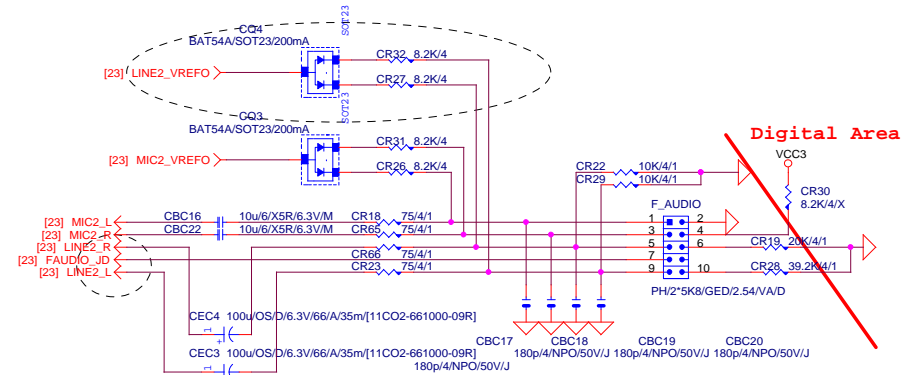 CQ4
BAT54A/SOT23/200mA
SOT23
CR32 8.2K/4
[23] LINE2_VREFO
CR27 8.2K/4
SOT23
CQ3
BAT54A/SOT23/200mA
CR31 8.2K/4
[23] MIC2_VREFO
CR26 8.2K/4
Digital Area
VCC3
CR22 10K/4/1
CR29 10K/4/1
CR30
8.2K/4/X
F_AUDIO
[23] MIC2_L
CBC16 10u/6/X5R/6.3V/M
CR18 75/4/1
1 2
[23] MIC2_R
CBC22 10u/6/X5R/6.3V/M
CR65 75/4/1
3 4
[23] LINE2_R
5 6
CR19 20K/4/1
[23] FAUDIO_JD
CR66 75/4/1
7
[23] LINE2_L
CR23 75/4/1
9 10
CR28 39.2K/4/1
PH/2*5K8/GED/2.54/VA/D
CEC4 100u/OS/D/6.3V/66/A/35m/[11CO2-661000-09R]
1
+
CBC17
CBC18
CBC19
CBC20
CEC3 100u/OS/D/6.3V/66/A/35m/[11CO2-661000-09R]
180p/4/NPO/50V/J
180p/4/NPO/50V/J
180p/4/NPO/50V/J
1
180p/4/NPO/50V/J